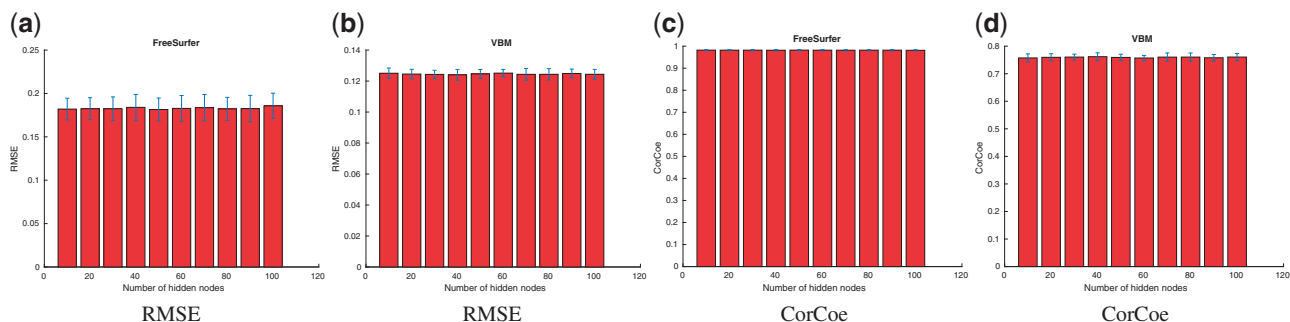 (a)
FreeSurfer
0.25
0.2
0.15
0.1
0.05
0
RMSE
0 20 40 60 80 100 120
Number of hidden nodes
RMSE
(b)
VBM
0.14
0.12
0.1
0.08
0.06
0.04
0.02
0
RMSE
0 20 40 60 80 100 120
Number of hidden nodes
RMSE
(c)
FreeSurfer
1
0.9
0.8
0.7
0.6
0.5
0.4
0.3
0.2
0.1
0
CorCoe
0 20 40 60 80 100 120
Number of hidden nodes
CorCoe
(d)
VBM
0.8
0.7
0.6
0.5
0.4
0.3
0.2
0.1
0
CorCoe
0 20 40 60 80 100 120
Number of hidden nodes
CorCoe